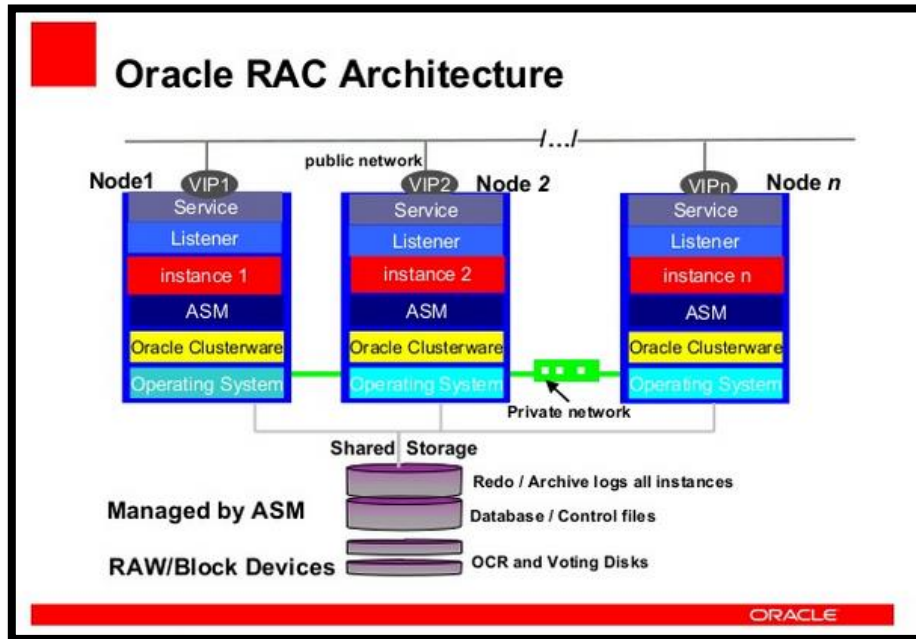 Oracle RAC Architecture
/.../
public network
Node1
VIP1
VIP2
Node 2
VIPn
Node n
Service
Listener
instance 1
ASM
Oracle Clusterware
Operating System
Service
Listener
instance 2
ASM
Oracle Clusterware
Operating System
Service
Listener
instance n
ASM
Oracle Clusterware
Operating System
Private network
Shared Storage
Managed by ASM
Redo / Archive logs all instances
Database / Control files
RAW/Block Devices
OCR and Voting Disks
ORACLE